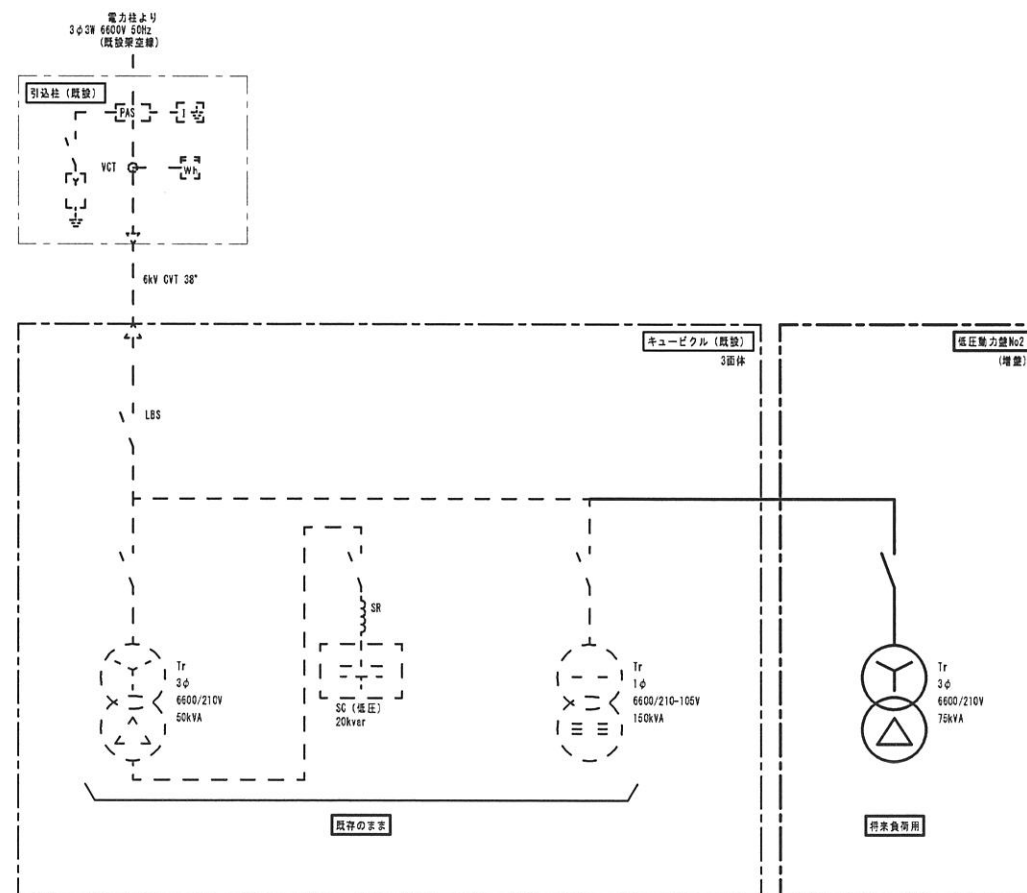 電力柱より
3φ3W 6600V 50Hz
(既設架空線)
引込柱（既設）
PAS
I
VCT
Wh
6kV CVT 38°
キュービクル（既設）
3面体
低圧動力盤No2
(増盤)
LBS
SR
Tr
3φ
6600/210V
50kVA
SC（低圧）
20kvar
Tr
1φ
6600/210-105V
150kVA
Tr
3φ
6600/210V
75kVA
既存のまま
将来負荷用